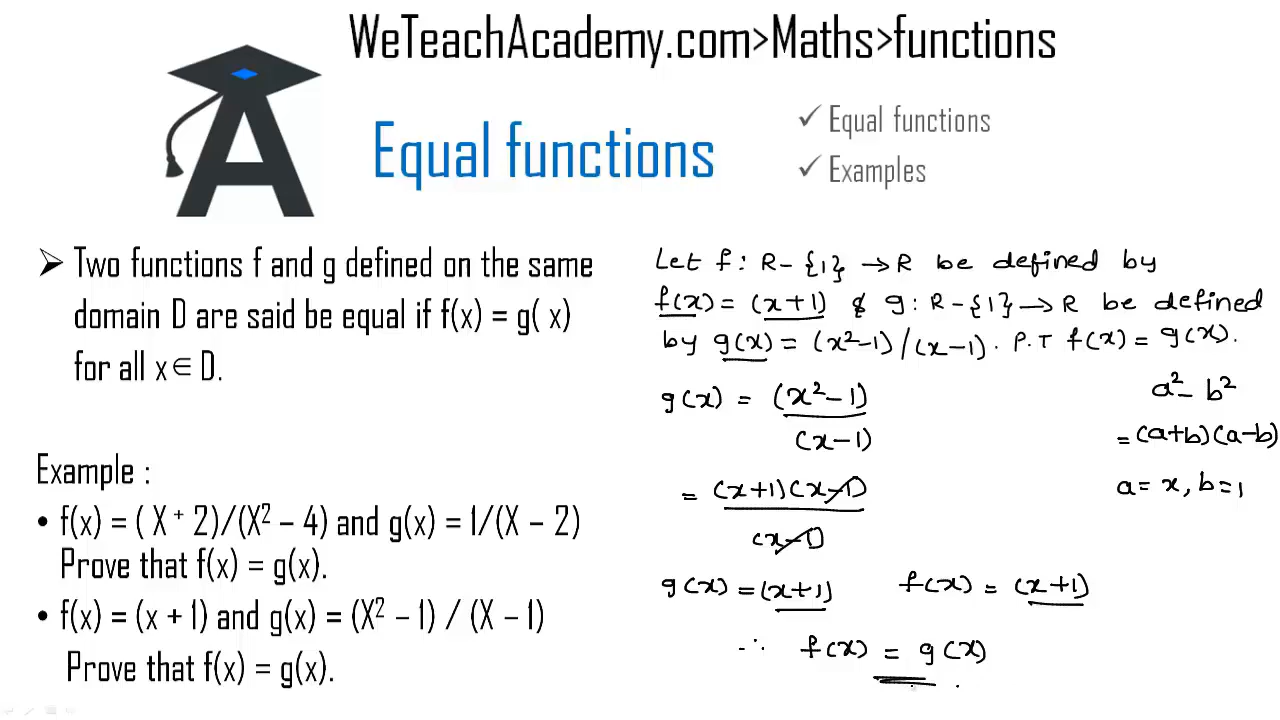 WeTeachAcademy.com>Maths>functions
Equal functions
✓ Equal functions
✓ Examples
➢ Two functions f and g defined on the same
domain D are said be equal if f(x) = g( x)
for all x ∈ D.
Example :
• f(x) = ( X + 2)/(X² – 4) and g(x) = 1/(X – 2)
Prove that f(x) = g(x).
• f(x) = (x + 1) and g(x) = (X² – 1) / (X – 1)
Prove that f(x) = g(x).
Let f: R-{1} → R be defined by
f(x) = (x+1) & g: R-{1} → R be defined
by g(x) = (x²-1)/(x-1). P.T f(x) = g(x).
g(x) = (x²-1)
(x-1)
= (x+1)(x-1)
(x-1)
g(x) = (x+1) f(x) = (x+1)
∴ f(x) = g(x)
a² - b²
= (a+b)(a-b)
a = x, b = 1